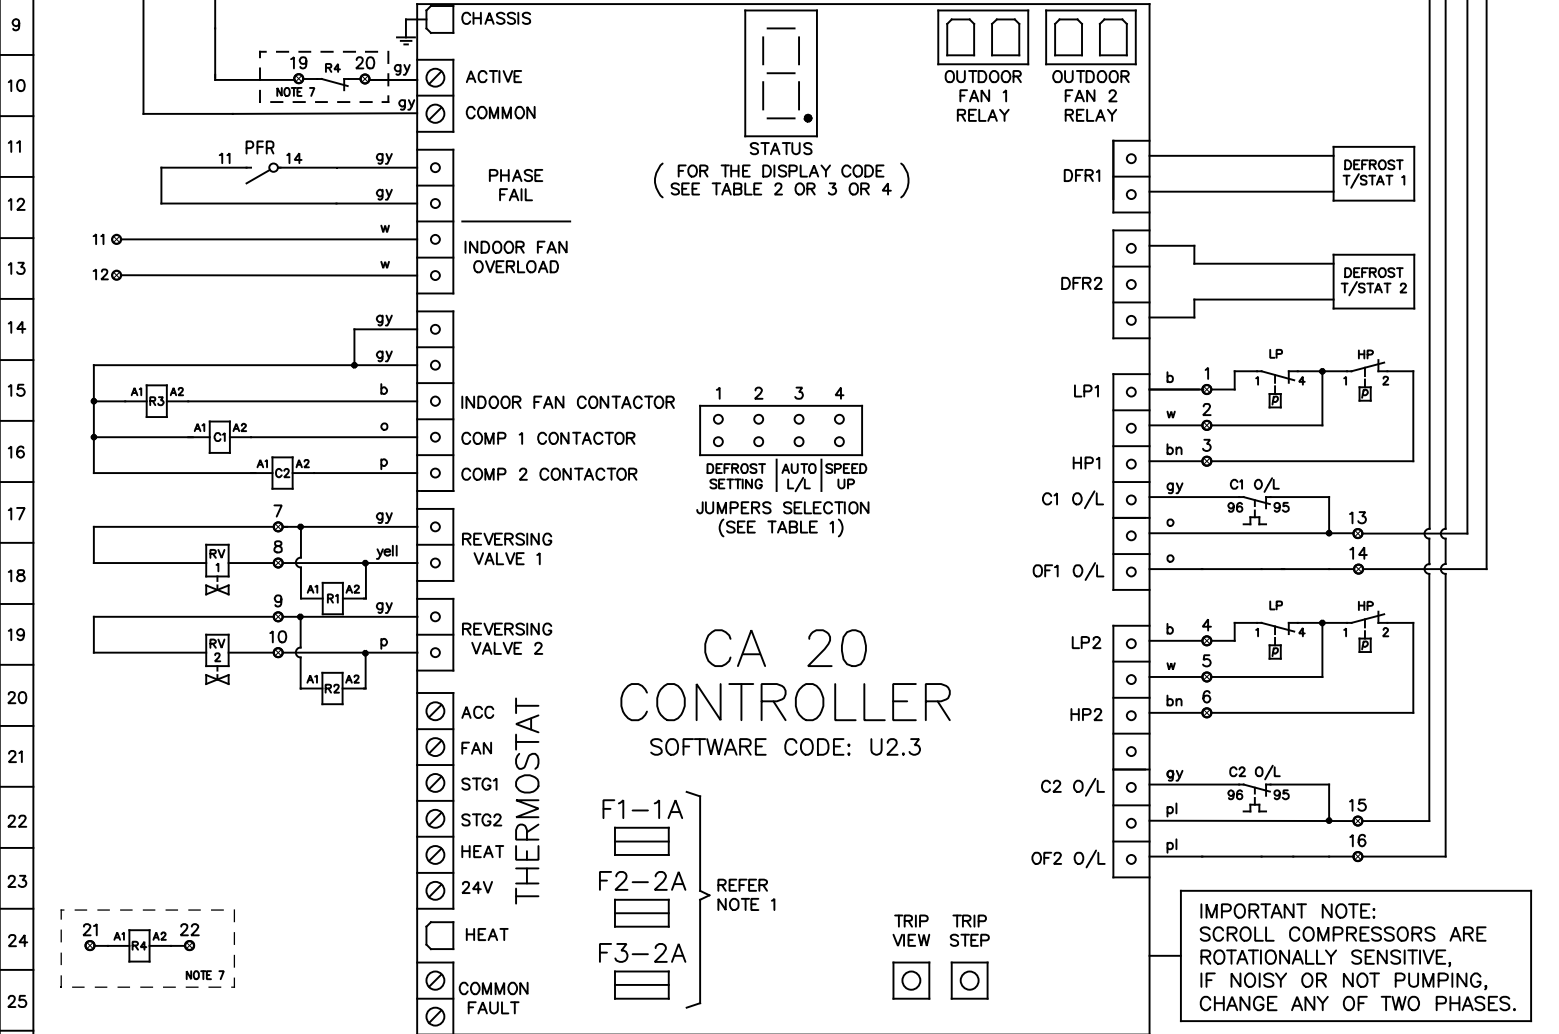 9
10
11
12
13
14
15
16
17
18
19
20
21
22
23
24
25
CHASSIS
19 R4 20
NOTE 7
gy
ACTIVE
gy
COMMON
PFR
11 14
gy
gy
PHASE
FAIL
11
w
12
w
INDOOR FAN
OVERLOAD
gy
gy
A1 R3 A2
b
INDOOR FAN CONTACTOR
A1 C1 A2
o
COMP 1 CONTACTOR
A1 C2 A2
p
COMP 2 CONTACTOR
7
gy
RV
1
8
yell
REVERSING
VALVE 1
A1 R1 A2
9
gy
RV
2
10
p
REVERSING
VALVE 2
A1 R2 A2
ACC
FAN
STG1
STG2
HEAT
24V
THERMOSTAT
HEAT
COMMON
FAULT
21 A1 R4 A2 22
NOTE 7
STATUS
(FOR THE DISPLAY CODE
SEE TABLE 2 OR 3 OR 4)
OUTDOOR
FAN 1
RELAY
OUTDOOR
FAN 2
RELAY
1 2 3 4
DEFROST
SETTING
AUTO
L/L
SPEED
UP
JUMPERS SELECTION
(SEE TABLE 1)
CA 20
CONTROLLER
SOFTWARE CODE: U2.3
F1-1A
F2-2A
F3-2A
REFER
NOTE 1
TRIP
VIEW
TRIP
STEP
DFR1
DEFROST
T/STAT 1
DFR2
DEFROST
T/STAT 2
LP1
b 1
LP
1 4
P
HP
1 2
P
w 2
HP1
bn 3
C1 O/L
gy
C1 O/L
96 95
o
13
OF1 O/L
o
14
LP2
b 4
LP
1 4
P
HP
1 2
P
w 5
HP2
bn 6
C2 O/L
gy
C2 O/L
96 95
pl
15
OF2 O/L
pl
16
IMPORTANT NOTE:
SCROLL COMPRESSORS ARE
ROTATIONALLY SENSITIVE,
IF NOISY OR NOT PUMPING,
CHANGE ANY OF TWO PHASES.